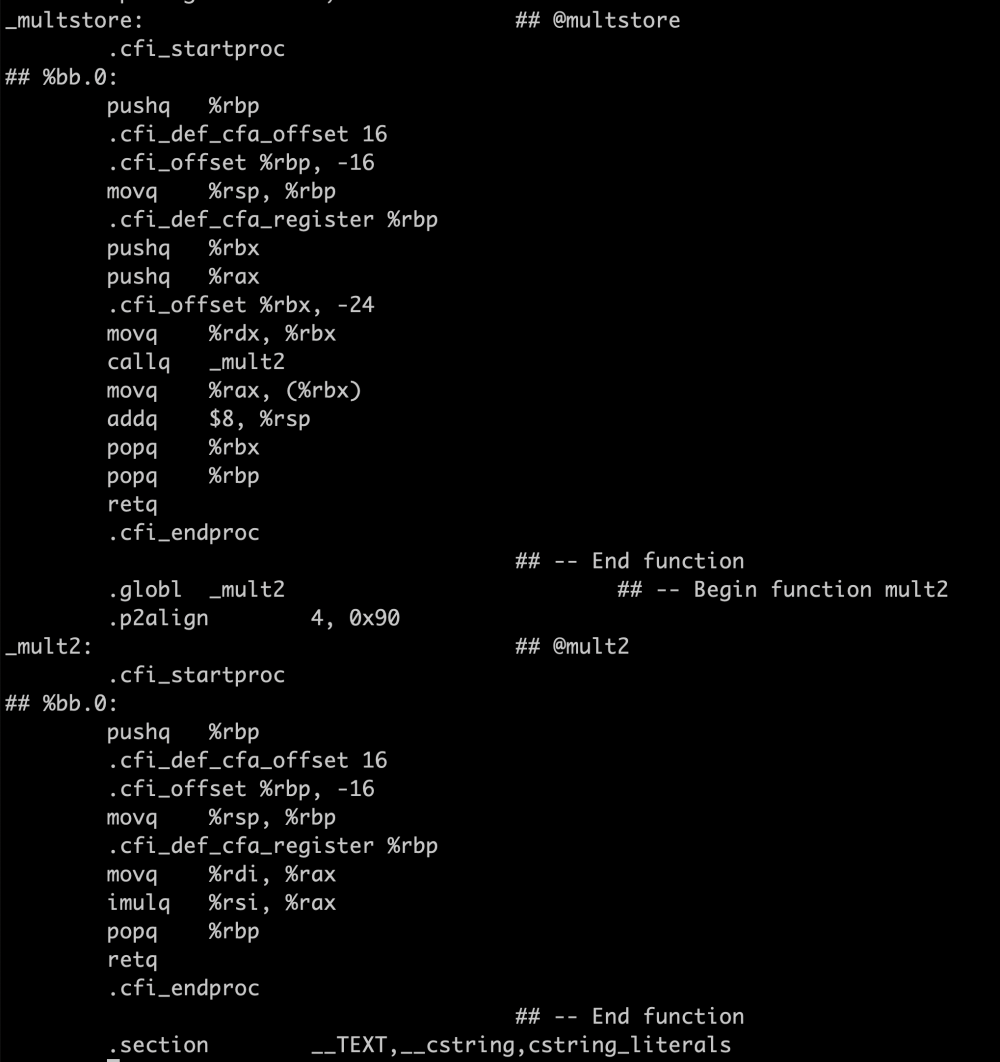 _multstore: ## @multstore
.cfi_startproc
## %bb.0:
pushq %rbp
.cfi_def_cfa_offset 16
.cfi_offset %rbp, -16
movq %rsp, %rbp
.cfi_def_cfa_register %rbp
pushq %rbx
pushq %rax
.cfi_offset %rbx, -24
movq %rdx, %rbx
callq _mult2
movq %rax, (%rbx)
addq $8, %rsp
popq %rbx
popq %rbp
retq
.cfi_endproc
## -- End function
.globl _mult2 ## -- Begin function mult2
.p2align 4, 0x90
_mult2: ## @mult2
.cfi_startproc
## %bb.0:
pushq %rbp
.cfi_def_cfa_offset 16
.cfi_offset %rbp, -16
movq %rsp, %rbp
.cfi_def_cfa_register %rbp
movq %rdi, %rax
imulq %rsi, %rax
popq %rbp
retq
.cfi_endproc
## -- End function
.section __TEXT,__cstring,cstring_literals